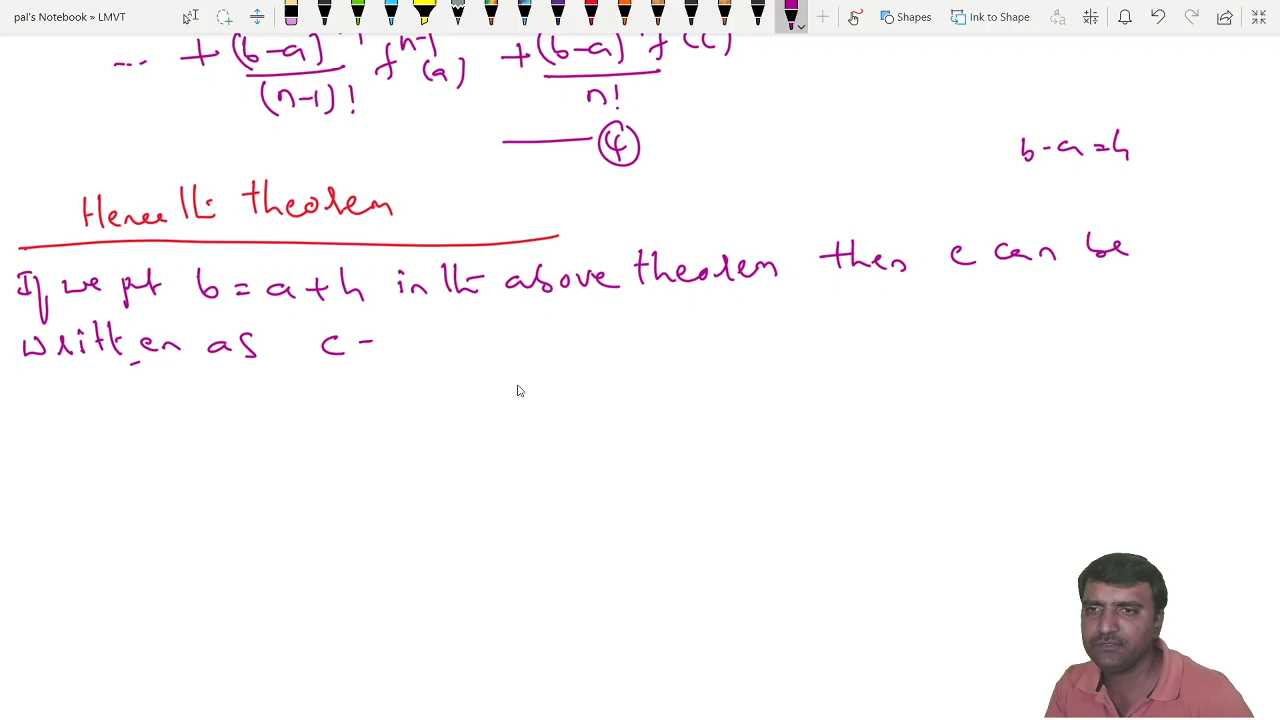 pal's Notebook » LMVT
Shapes
Ink to Shape
... + (b-a) / (n-1)! f^{n-1}(a) + (b-a) / n! f (c)
④
b-a=h
Hence the theorem
If we put b = a+h in the above theorem then c can be
written as c -